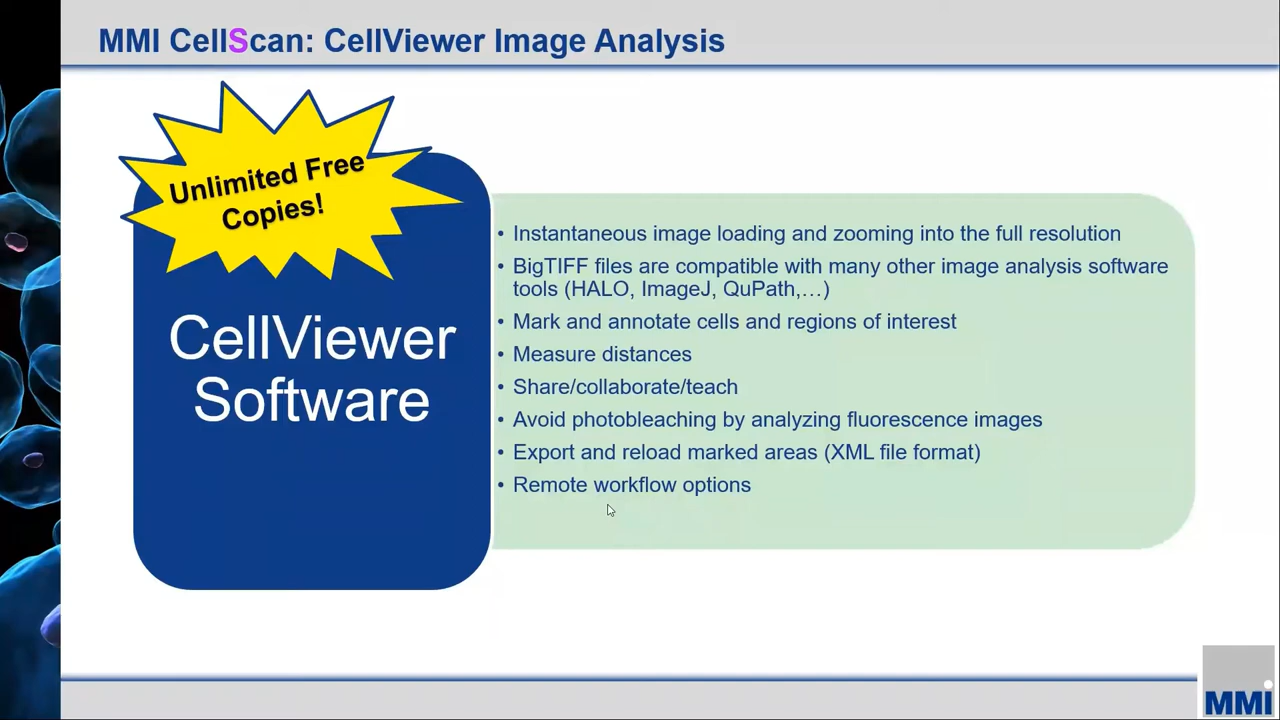 MMI CellScan: CellViewer Image Analysis
Unlimited Free
Copies!
CellViewer
Software
• Instantaneous image loading and zooming into the full resolution
• BigTIFF files are compatible with many other image analysis software
tools (HALO, ImageJ, QuPath,…)
• Mark and annotate cells and regions of interest
• Measure distances
• Share/collaborate/teach
• Avoid photobleaching by analyzing fluorescence images
• Export and reload marked areas (XML file format)
• Remote workflow options
MMi